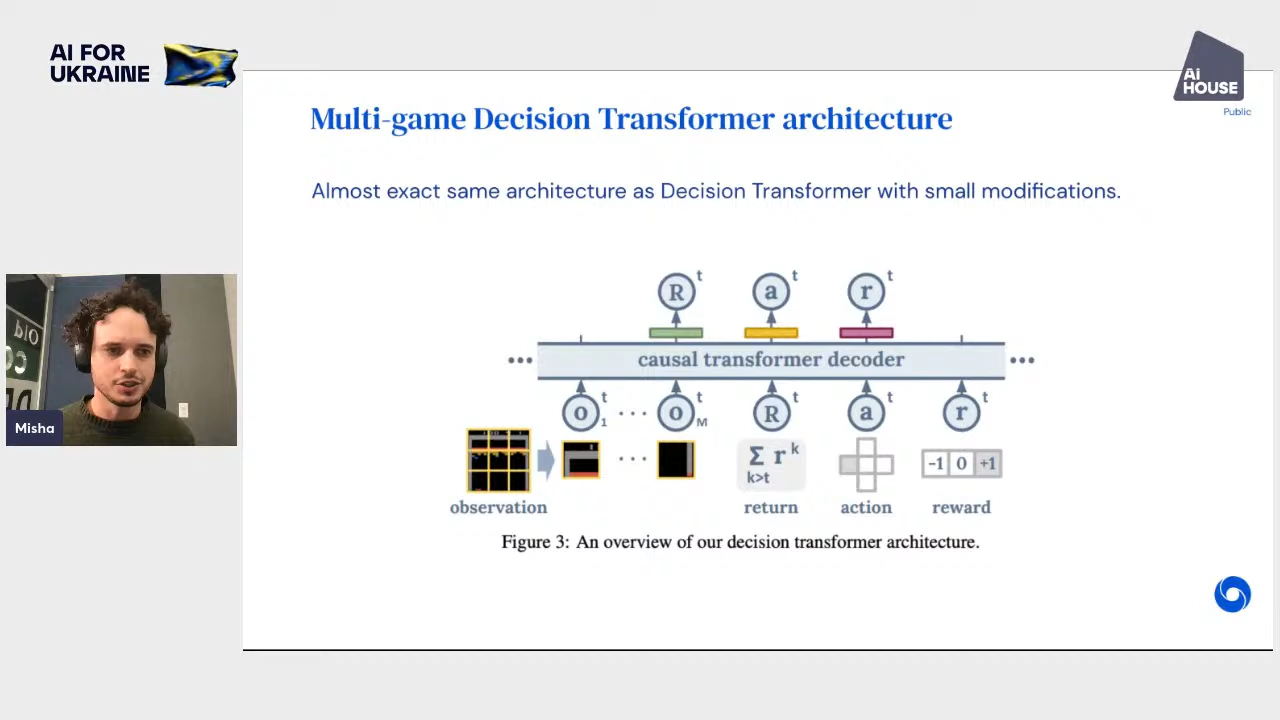 AI FOR
UKRAINE
Ai
HOUSE
Public
Multi-game Decision Transformer architecture
Almost exact same architecture as Decision Transformer with small modifications.
R t a t r t
... causal transformer decoder ...
o t 1 ... o t M R t a t r t
Σ r k
k>t
-1 0 +1
observation return action reward
Figure 3: An overview of our decision transformer architecture.
Misha